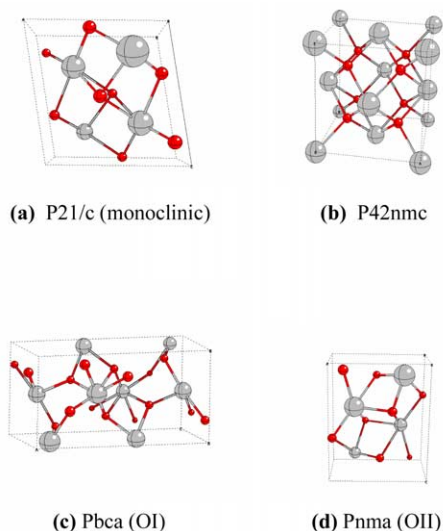 (a) P21/c (monoclinic)
(b) P42nmc
(c) Pbca (OI)
(d) Pnma (OII)